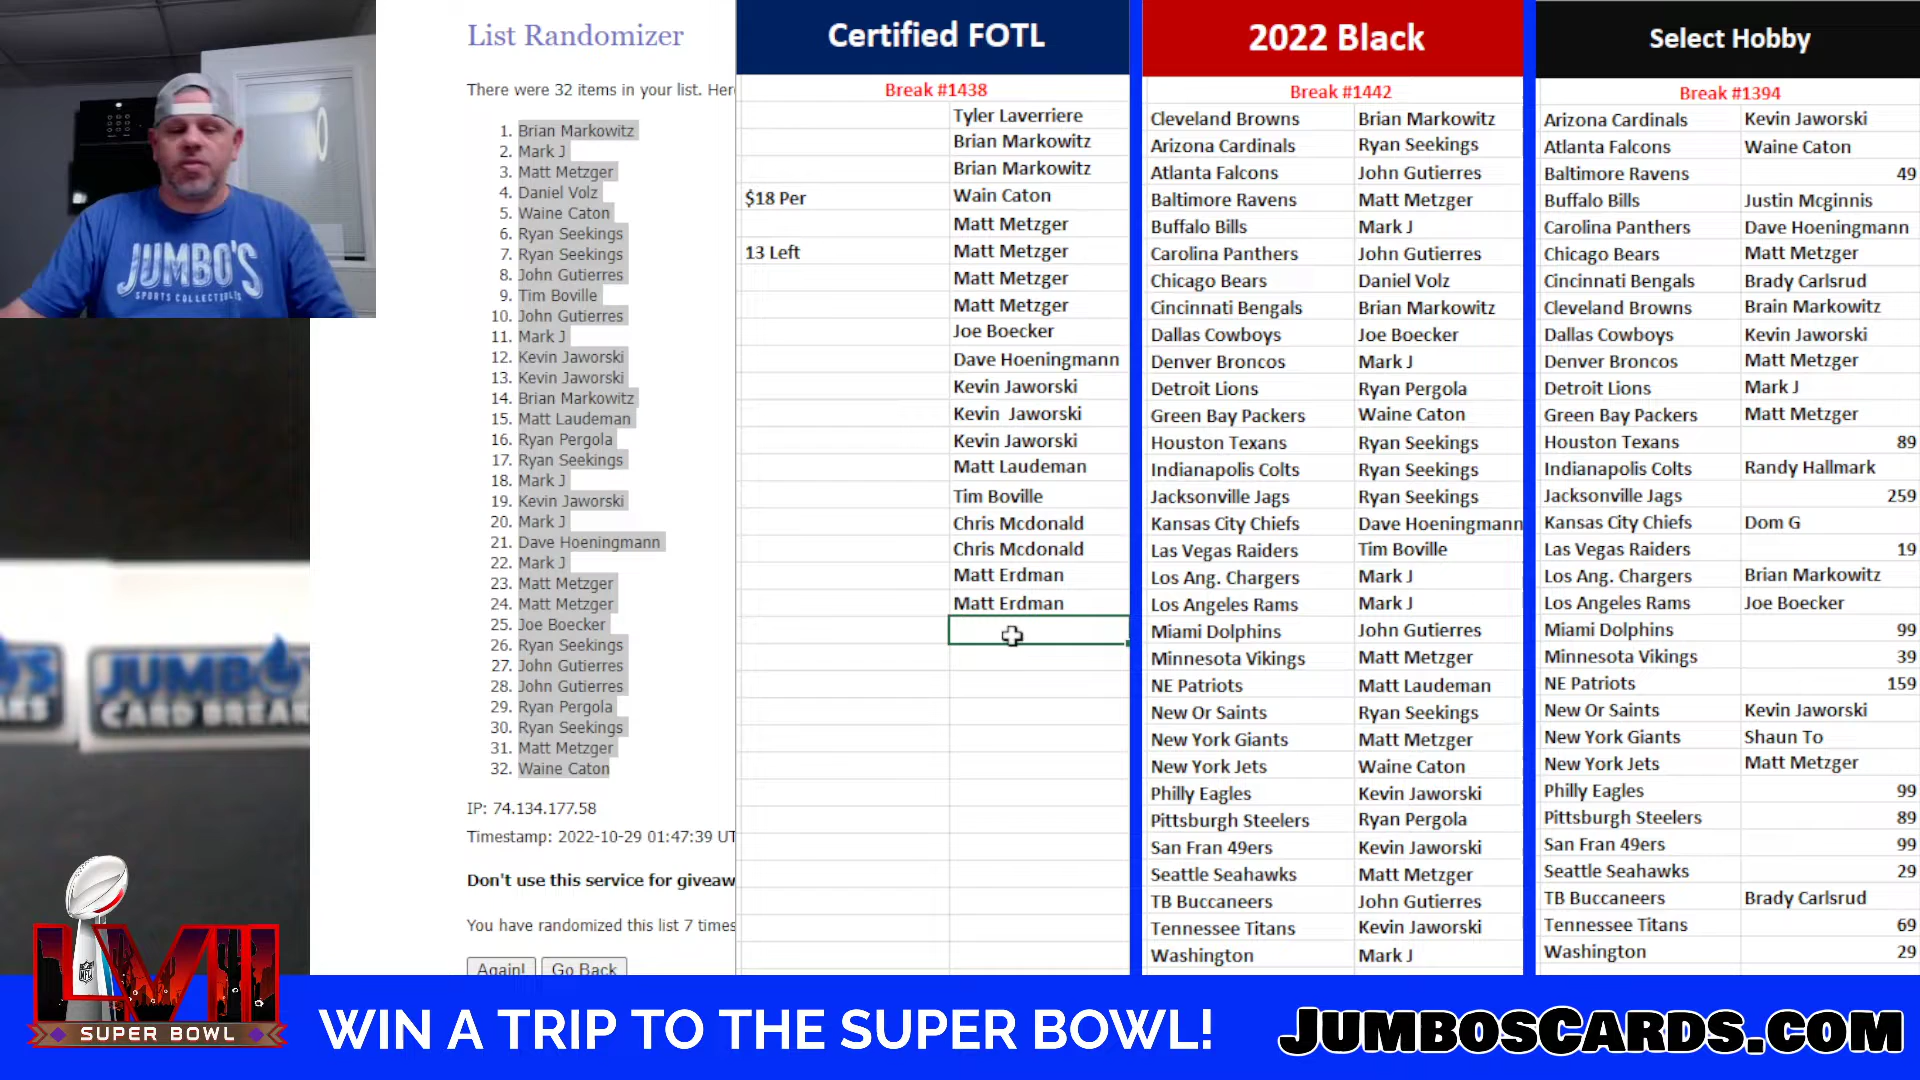 List Randomizer
There were 32 items in your list. Her
1. Brian Markowitz
2. Mark J
3. Matt Metzger
4. Daniel Volz
5. Waine Caton
6. Ryan Seekings
7. Ryan Seekings
8. John Gutierres
9. Tim Boville
10. John Gutierres
11. Mark J
12. Kevin Jaworski
13. Kevin Jaworski
14. Brian Markowitz
15. Matt Laudeman
16. Ryan Pergola
17. Ryan Seekings
18. Mark J
19. Kevin Jaworski
20. Mark J
21. Dave Hoeningmann
22. Mark J
23. Matt Metzger
24. Matt Metzger
25. Joe Boecker
26. Ryan Seekings
27. John Gutierres
28. John Gutierres
29. Ryan Pergola
30. Ryan Seekings
31. Matt Metzger
32. Waine Caton
IP: 74.134.177.58
Timestamp: 2022-10-29 01:47:39 UT
Don't use this service for giveaw
You have randomized this list 7 times
Again! Go Back
Certified FOTL
Break #1438
Tyler Laverriere
Brian Markowitz
Brian Markowitz
$18 Per Wain Caton
Matt Metzger
13 Left Matt Metzger
Matt Metzger
Matt Metzger
Joe Boecker
Dave Hoeningmann
Kevin Jaworski
Kevin Jaworski
Kevin Jaworski
Matt Laudeman
Tim Boville
Chris Mcdonald
Chris Mcdonald
Matt Erdman
Matt Erdman
2022 Black
Break #1442
Cleveland Browns Brian Markowitz
Arizona Cardinals Ryan Seekings
Atlanta Falcons John Gutierres
Baltimore Ravens Matt Metzger
Buffalo Bills Mark J
Carolina Panthers John Gutierres
Chicago Bears Daniel Volz
Cincinnati Bengals Brian Markowitz
Dallas Cowboys Joe Boecker
Denver Broncos Mark J
Detroit Lions Ryan Pergola
Green Bay Packers Waine Caton
Houston Texans Ryan Seekings
Indianapolis Colts Ryan Seekings
Jacksonville Jags Ryan Seekings
Kansas City Chiefs Dave Hoeningmann
Las Vegas Raiders Tim Boville
Los Ang. Chargers Mark J
Los Angeles Rams Mark J
Miami Dolphins John Gutierres
Minnesota Vikings Matt Metzger
NE Patriots Matt Laudeman
New Or Saints Ryan Seekings
New York Giants Matt Metzger
New York Jets Waine Caton
Philly Eagles Kevin Jaworski
Pittsburgh Steelers Ryan Pergola
San Fran 49ers Kevin Jaworski
Seattle Seahawks Matt Metzger
TB Buccaneers John Gutierres
Tennessee Titans Kevin Jaworski
Washington Mark J
Select Hobby
Break #1394
Arizona Cardinals Kevin Jaworski
Atlanta Falcons Waine Caton
Baltimore Ravens 49
Buffalo Bills Justin Mcginnis
Carolina Panthers Dave Hoeningmann
Chicago Bears Matt Metzger
Cincinnati Bengals Brady Carlsrud
Cleveland Browns Brain Markowitz
Dallas Cowboys Kevin Jaworski
Denver Broncos Matt Metzger
Detroit Lions Mark J
Green Bay Packers Matt Metzger
Houston Texans 89
Indianapolis Colts Randy Hallmark
Jacksonville Jags 259
Kansas City Chiefs Dom G
Las Vegas Raiders 19
Los Ang. Chargers Brian Markowitz
Los Angeles Rams Joe Boecker
Miami Dolphins 99
Minnesota Vikings 39
NE Patriots 159
New Or Saints Kevin Jaworski
New York Giants Shaun To
New York Jets Matt Metzger
Philly Eagles 99
Pittsburgh Steelers 89
San Fran 49ers 99
Seattle Seahawks 29
TB Buccaneers Brady Carlsrud
Tennessee Titans 69
Washington 29
JUMBO'S
SPORTS COLLECTIBLES
JUMBO'S
CARD BREAKS
LVII
NFL
SUPER BOWL
WIN A TRIP TO THE SUPER BOWL!
JUMBOSCARDS.COM